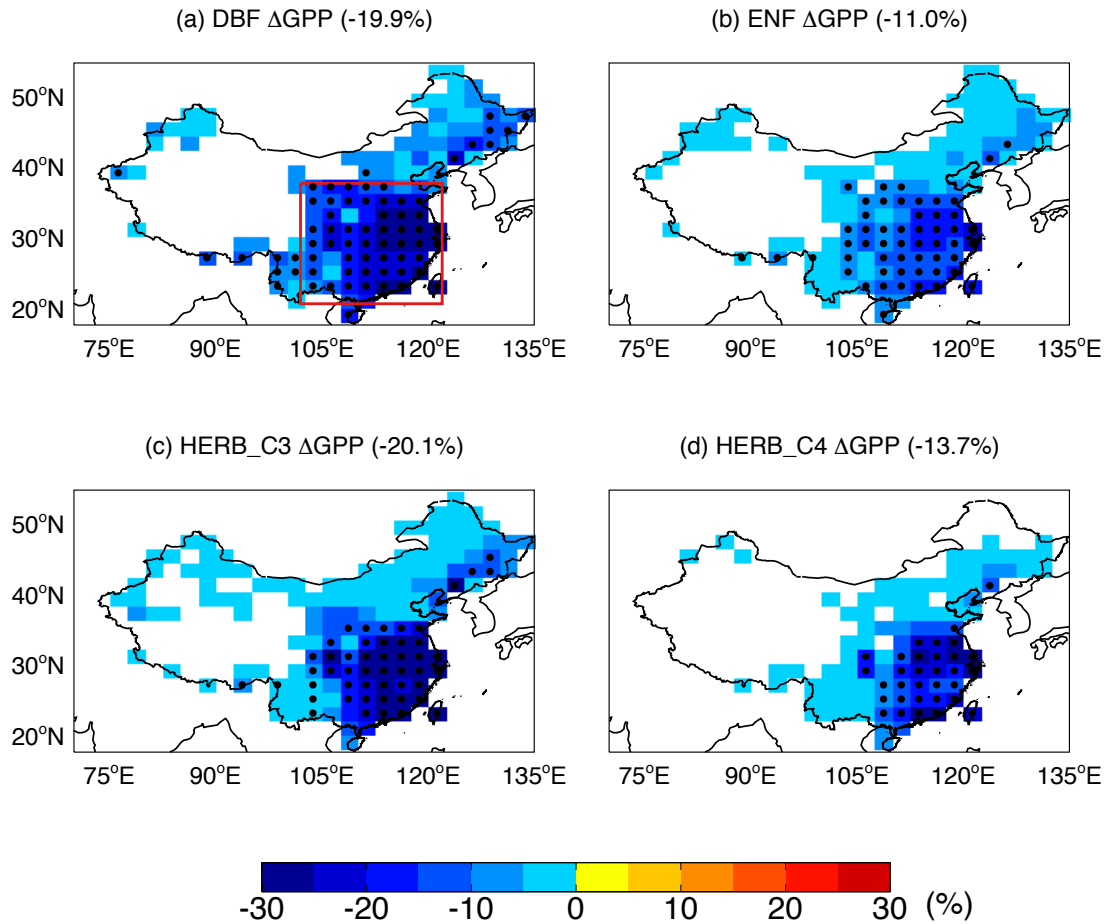 (a) DBF ΔGPP (-19.9%)
(b) ENF ΔGPP (-11.0%)
50°N
40°N
30°N
20°N
75°E 90°E 105°E 120°E 135°E
75°E 90°E 105°E 120°E 135°E
(c) HERB_C3 ΔGPP (-20.1%)
(d) HERB_C4 ΔGPP (-13.7%)
50°N
40°N
30°N
20°N
75°E 90°E 105°E 120°E 135°E
75°E 90°E 105°E 120°E 135°E
-30 -20 -10 0 10 20 30 (%)